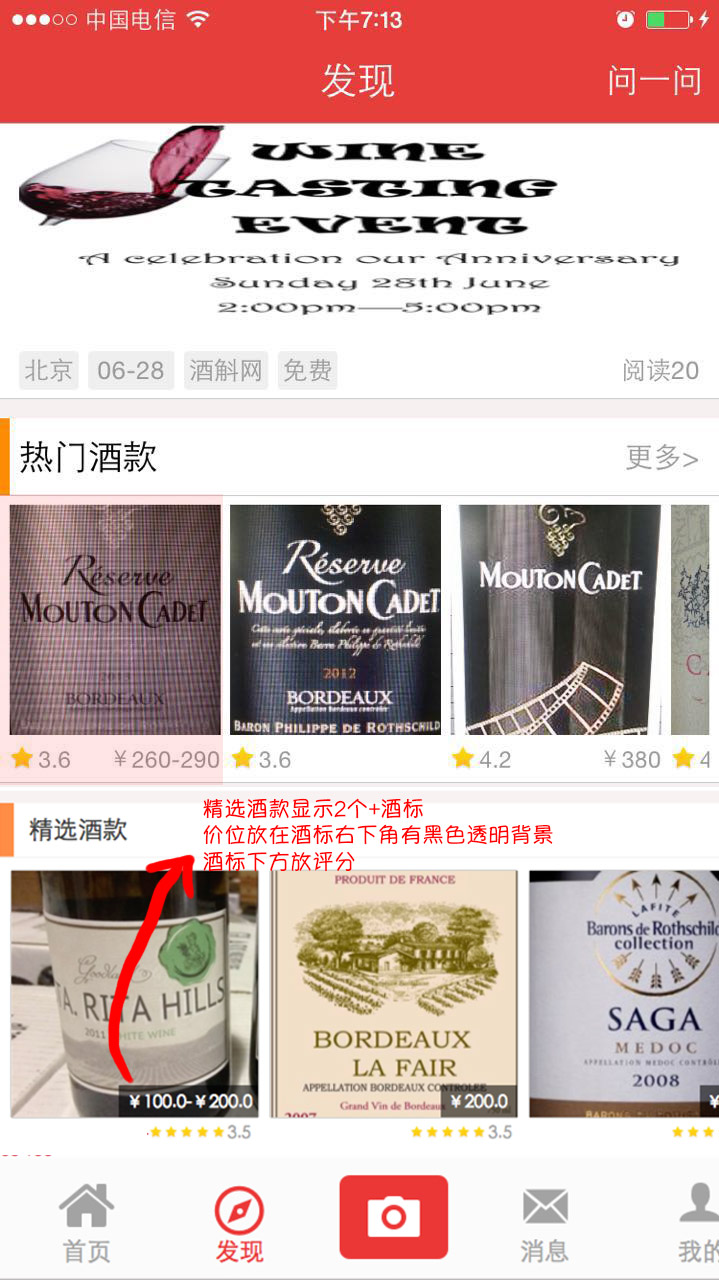 中国电信
下午7:13
发现
问一问
WINE
TASTING
EVENT
A celebration our Anniversary
Sunday 28th June
2:00pm—5:00pm
北京 06-28 酒斛网 免费
阅读20
热门酒款
更多>
Réserve
MOUTON CADET
BORDEAUX
3.6
￥260-290
Réserve
MOUTON CADET
2012
BORDEAUX
Appellation Bordeaux contrôlée
BARON PHILIPPE DE ROTHSCHILD
3.6
MOUTON CADET
4.2
￥380
C
4
精选酒款
精选酒款显示2个+酒标
价位放在酒标右下角有黑色透明背景
酒标下方放评分
TA. RITA HILLS
2011 WHITE WINE
￥100.0-￥200.0
3.5
PRODUIT DE FRANCE
BORDEAUX
LA FAIR
APPELLATION BORDEAUX CONTROLEE
Grand Vin de Bordeaux
2007
￥200.0
3.5
LAFITE
Barons de Rothschild
collection
SAGA
MEDOC
APPELLATION MEDOC CONTRÔL
2008
BARONS
￥
首页
发现
消息
我的